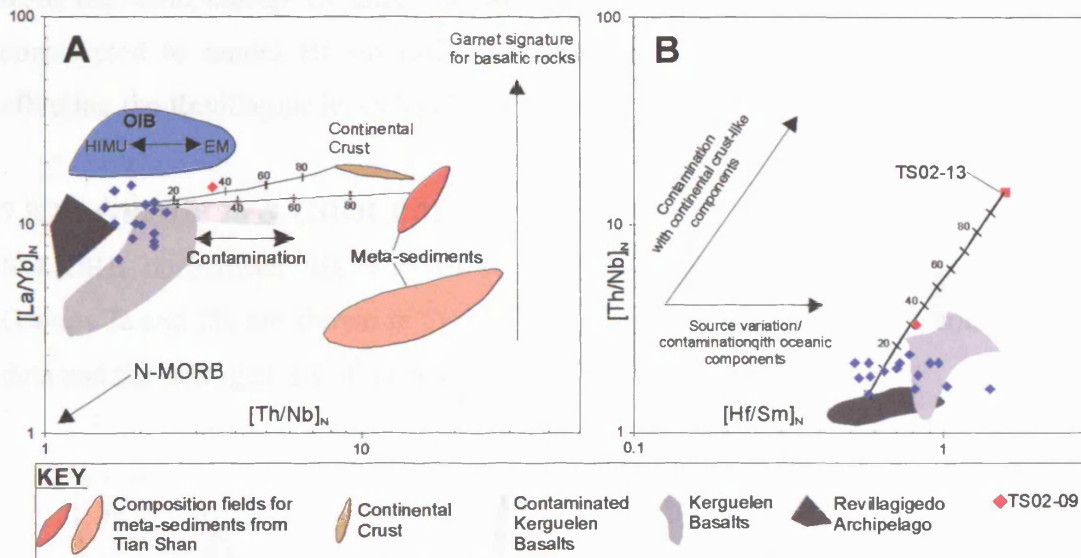 A
100
10
1
[La/Yb]N
OIB
HIMU
EM
Garnet signature
for basaltic rocks
Continental
Crust
20
40
60
80
80
Contamination
Meta-sediments
N-MORB
[Th/Nb]N
1
10
B
100
10
1
[Th/Nb]N
Contamination
with continental crust-like
components
TS02-13
80
60
40
20
Source variation/
contaminationqith oceanic
components
[Hf/Sm]N
0.1
1
KEY
Composition fields for
meta-sediments from
Tian Shan
Continental
Crust
Contaminated
Kerguelen
Basalts
Kerguelen
Basalts
Revillagigedo
Archipelago
TS02-09